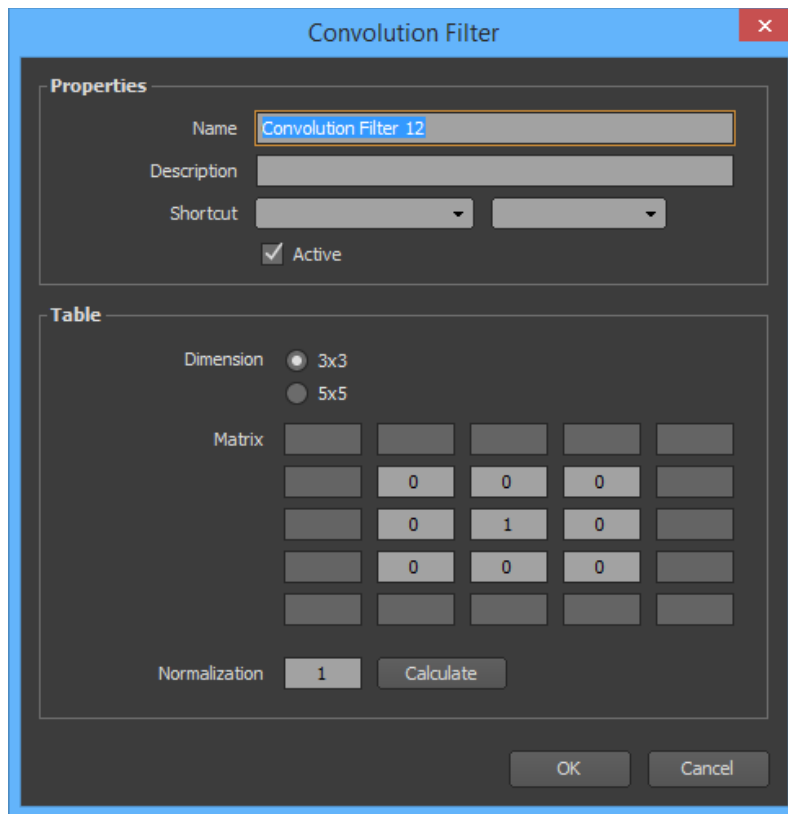 Convolution Filter
Properties
Name Convolution Filter 12
Description
Shortcut
Active
Table
Dimension 3x3
5x5
Matrix
0 0 0
0 1 0
0 0 0
Normalization 1 Calculate
OK Cancel